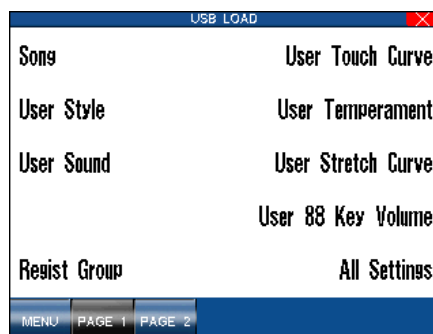 USB LOAD
Song User Touch Curve
User Style User Temperament
User Sound User Stretch Curve
User 88 Key Volume
Regist Group All Settings
MENU PAGE 1 PAGE 2